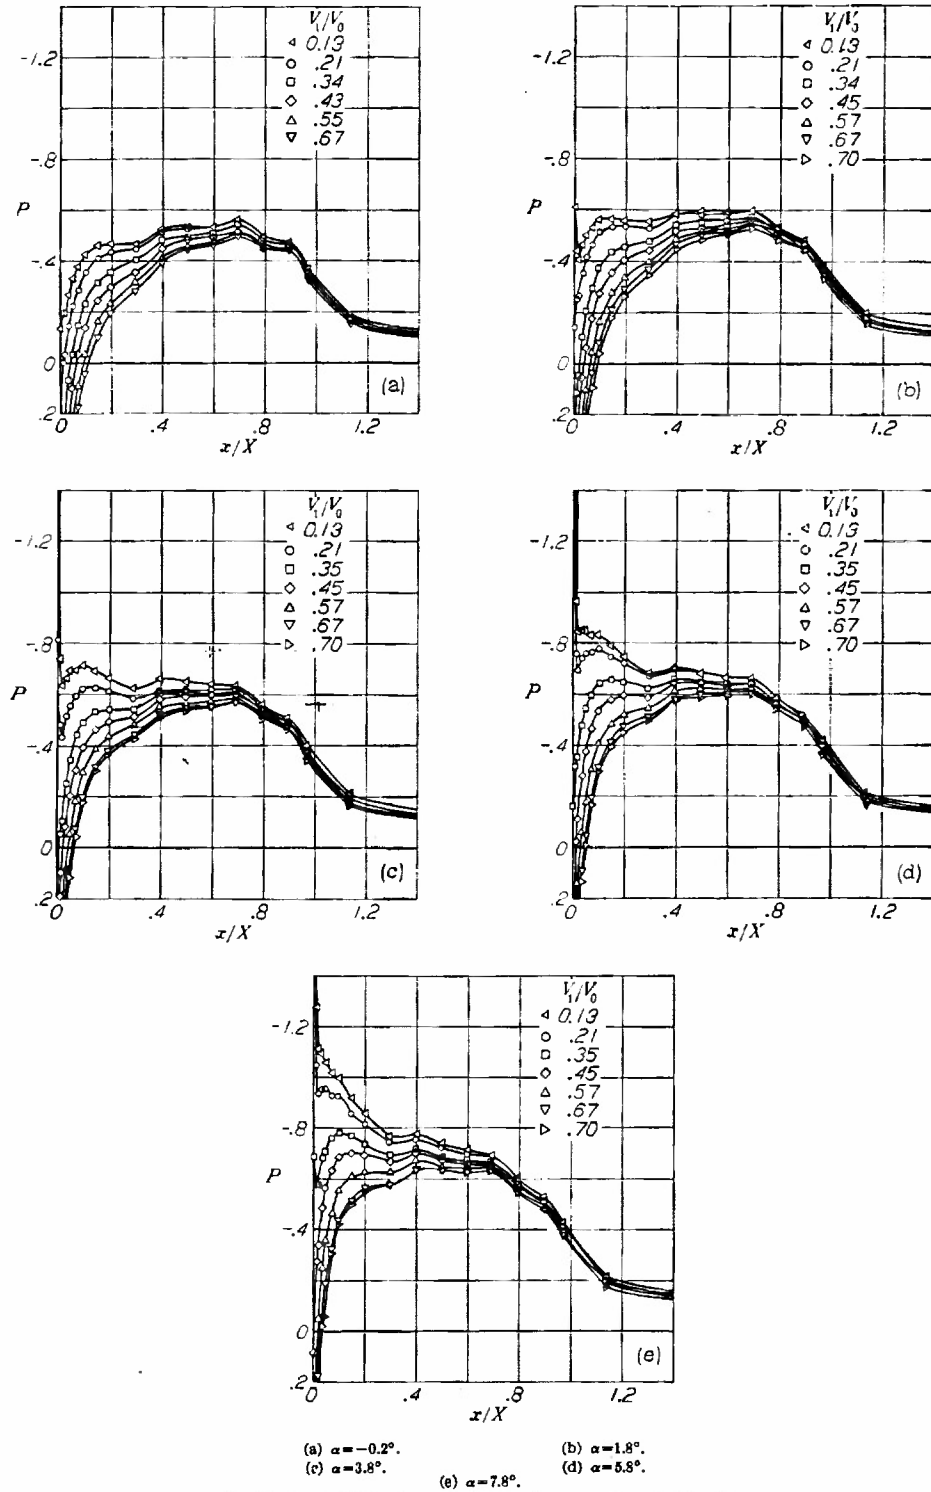 V₁/V₀
0.13
.21
.34
.43
.55
.67
-1.2
-.8
P
-.4
0
.2
(a)
0 .4 .8 1.2
x/X
V₁/V₀
0.13
.21
.34
.45
.57
.67
.70
-1.2
-.8
P
-.4
0
.2
(b)
0 .4 .8 1.2
x/X
V₁/V₀
0.13
.21
.35
.45
.57
.67
.70
-1.2
-.8
P
-.4
0
.2
(c)
0 .4 .8 1.2
x/X
V₁/V₀
0.13
.21
.35
.45
.57
.67
.70
-1.2
-.8
P
-.4
0
.2
(d)
0 .4 .8 1.2
x/X
V₁/V₀
0.13
.21
.35
.45
.57
.67
.70
-1.2
-.8
P
-.4
0
.2
(e)
0 .4 .8 1.2
x/X
(a) α=-0.2°. (b) α=1.8°.
(c) α=3.8°. (d) α=5.8°.
(e) α=7.8°.